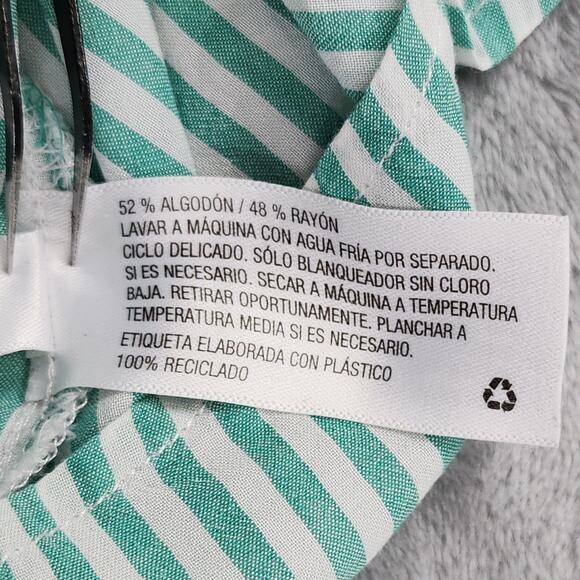 52 % ALGODÓN / 48 % RAYÓN
LAVAR A MÁQUINA CON AGUA FRÍA POR SEPARADO.
CICLO DELICADO. SÓLO BLANQUEADOR SIN CLORO
SI ES NECESARIO. SECAR A MÁQUINA A TEMPERATURA
BAJA. RETIRAR OPORTUNAMENTE. PLANCHAR A
TEMPERATURA MEDIA SI ES NECESARIO.
ETIQUETA ELABORADA CON PLÁSTICO
100% RECICLADO